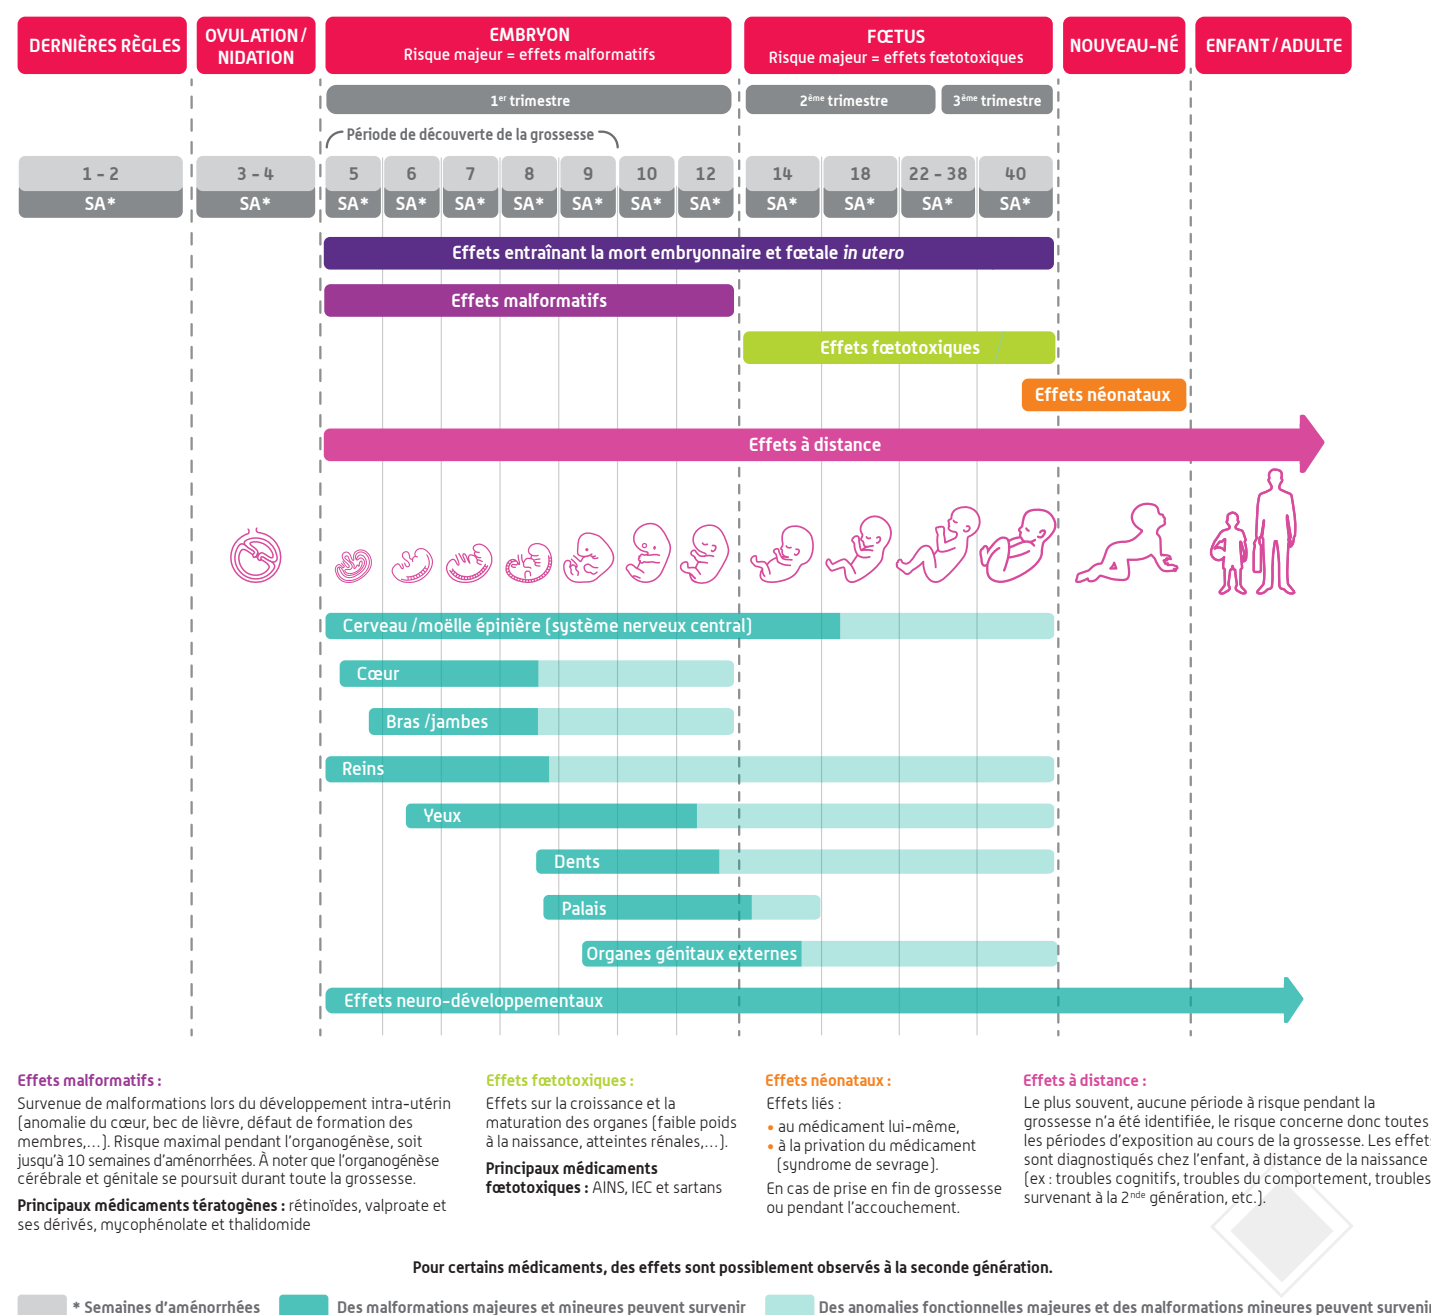 DERNIÈRES RÈGLES
OVULATION /
NIDATION
EMBRYON
Risque majeur = effets malformatifs
FŒTUS
Risque majeur = effets fœtotoxiques
NOUVEAU-NÉ
ENFANT / ADULTE
1er trimestre
2ème trimestre
3ème trimestre
Période de découverte de la grossesse
1 - 2
3 - 4
5
6
7
8
9
10
12
14
18
22 - 38
40
SA*
SA*
SA*
SA*
SA*
SA*
SA*
SA*
SA*
SA*
SA*
SA*
SA*
Effets entraînant la mort embryonnaire et fœtale in utero
Effets malformatifs
Effets fœtotoxiques
Effets néonataux
Effets à distance
Cerveau /moëlle épinière (système nerveux central)
Cœur
Bras /jambes
Reins
Yeux
Dents
Palais
Organes génitaux externes
Effets neuro-développementaux
Effets malformatifs :
Survenue de malformations lors du développement intra-utérin
(anomalie du cœur, bec de lièvre, défaut de formation des
membres,...). Risque maximal pendant l'organogénèse, soit
jusqu'à 10 semaines d'aménorrhées. À noter que l'organogénèse
cérébrale et génitale se poursuit durant toute la grossesse.
Principaux médicaments tératogènes : rétinoïdes, valproate et
ses dérivés, mycophénolate et thalidomide
Effets fœtotoxiques :
Effets sur la croissance et la
maturation des organes (faible poids
à la naissance, atteintes rénales,...).
Principaux médicaments
fœtotoxiques : AINS, IEC et sartans
Effets néonataux :
Effets liés :
• au médicament lui-même,
• à la privation du médicament
(syndrome de sevrage).
En cas de prise en fin de grossesse
ou pendant l'accouchement.
Effets à distance :
Le plus souvent, aucune période à risque pendant la
grossesse n'a été identifiée, le risque concerne donc toutes
les périodes d'exposition au cours de la grossesse. Les effets
sont diagnostiqués chez l'enfant, à distance de la naissance
(ex : troubles cognitifs, troubles du comportement, troubles
survenant à la 2nde génération, etc.).
Pour certains médicaments, des effets sont possiblement observés à la seconde génération.
* Semaines d'aménorrhées
Des malformations majeures et mineures peuvent survenir
Des anomalies fonctionnelles majeures et des malformations mineures peuvent survenir